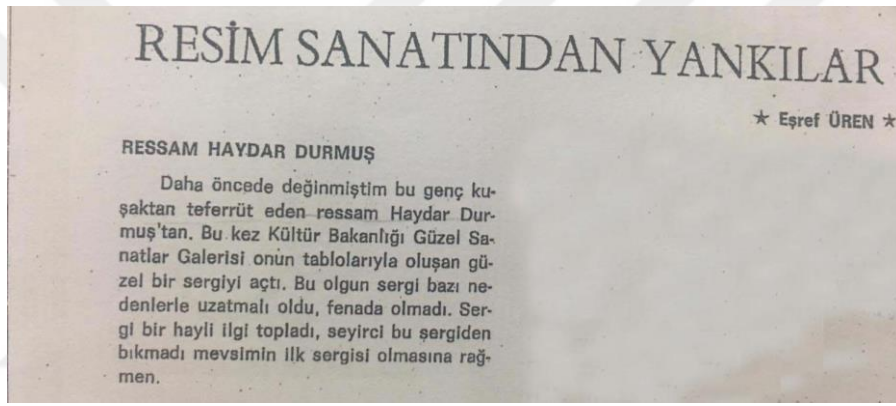 RESİM SANATINDAN YANKILAR
★ Eşref ÜREN ★
RESSAM HAYDAR DURMUŞ
Daha öncede değinmiştim bu genç ku-
şaktan teferrüt eden ressam Haydar Dur-
muş'tan. Bu kez Kültür Bakanlığı Güzel Sa-
natlar Galerisi onun tablolarıyla oluşan gü-
zel bir sergiyi açtı. Bu olgun sergi bazı ne-
denlerle uzatmalı oldu, fenada olmadı. Ser-
gi bir hayli ilgi topladı, seyirci bu şergiden
bıkmadı mevsimin ilk sergisi olmasına rağ-
men.